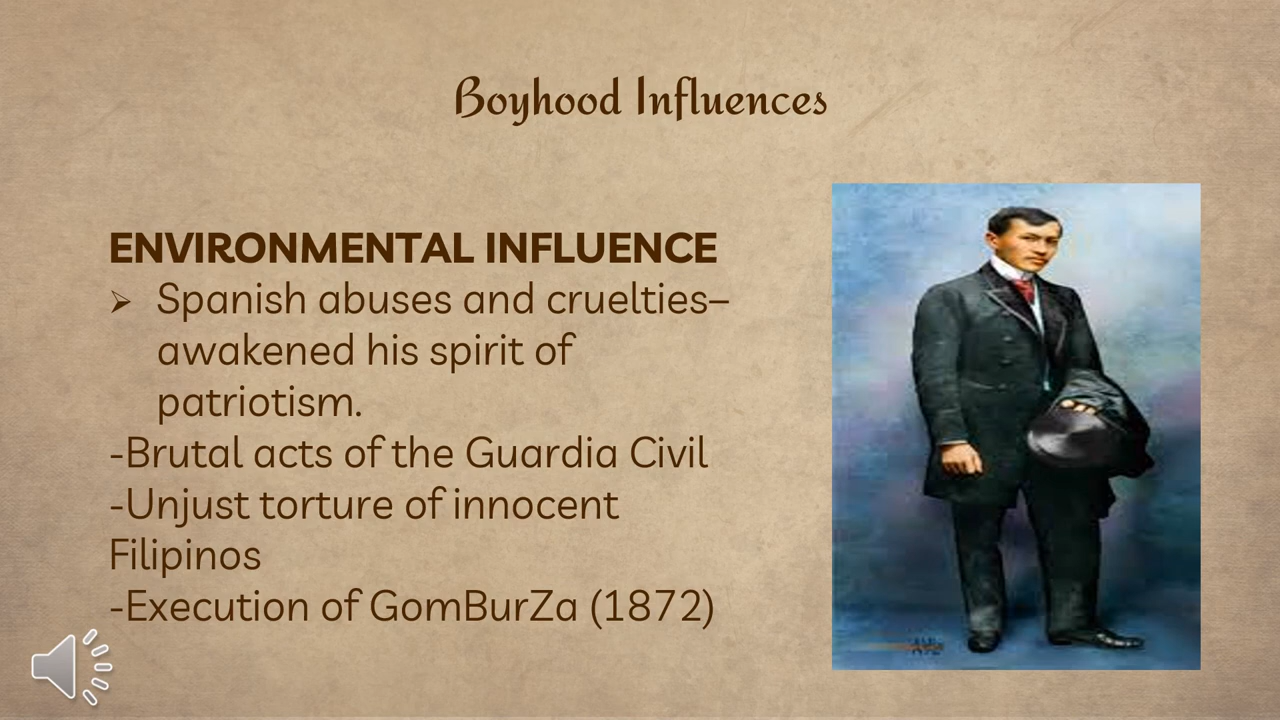 Boyhood Influences
ENVIRONMENTAL INFLUENCE
➢ Spanish abuses and cruelties–
awakened his spirit of
patriotism.
-Brutal acts of the Guardia Civil
-Unjust torture of innocent
Filipinos
-Execution of GomBurZa (1872)